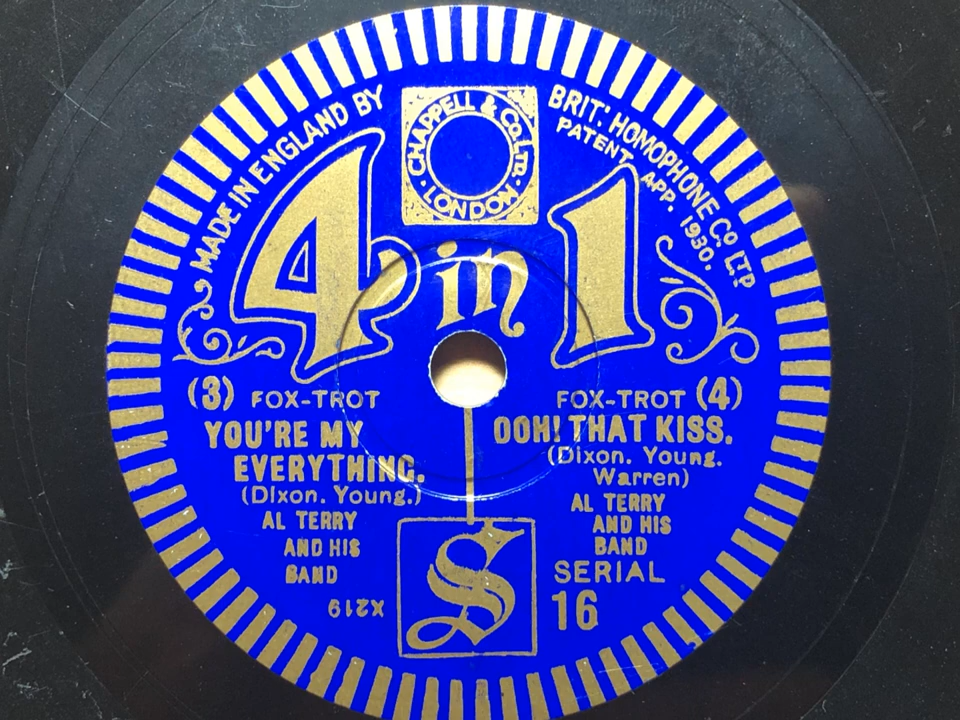 MADE IN ENGLAND BY
BRIT: HOMOPHONE Co LTD
PATENT APP. 1930.
CHAPPELL & Co. LTD.
· LONDON ·
4 in 1
(3) FOX-TROT
YOU'RE MY
EVERYTHING.
(Dixon. Young.)
AL TERRY
AND HIS
BAND
X219
FOX-TROT (4)
OOH! THAT KISS.
(Dixon. Young.
Warren)
AL TERRY
AND HIS
BAND
SERIAL
16
S